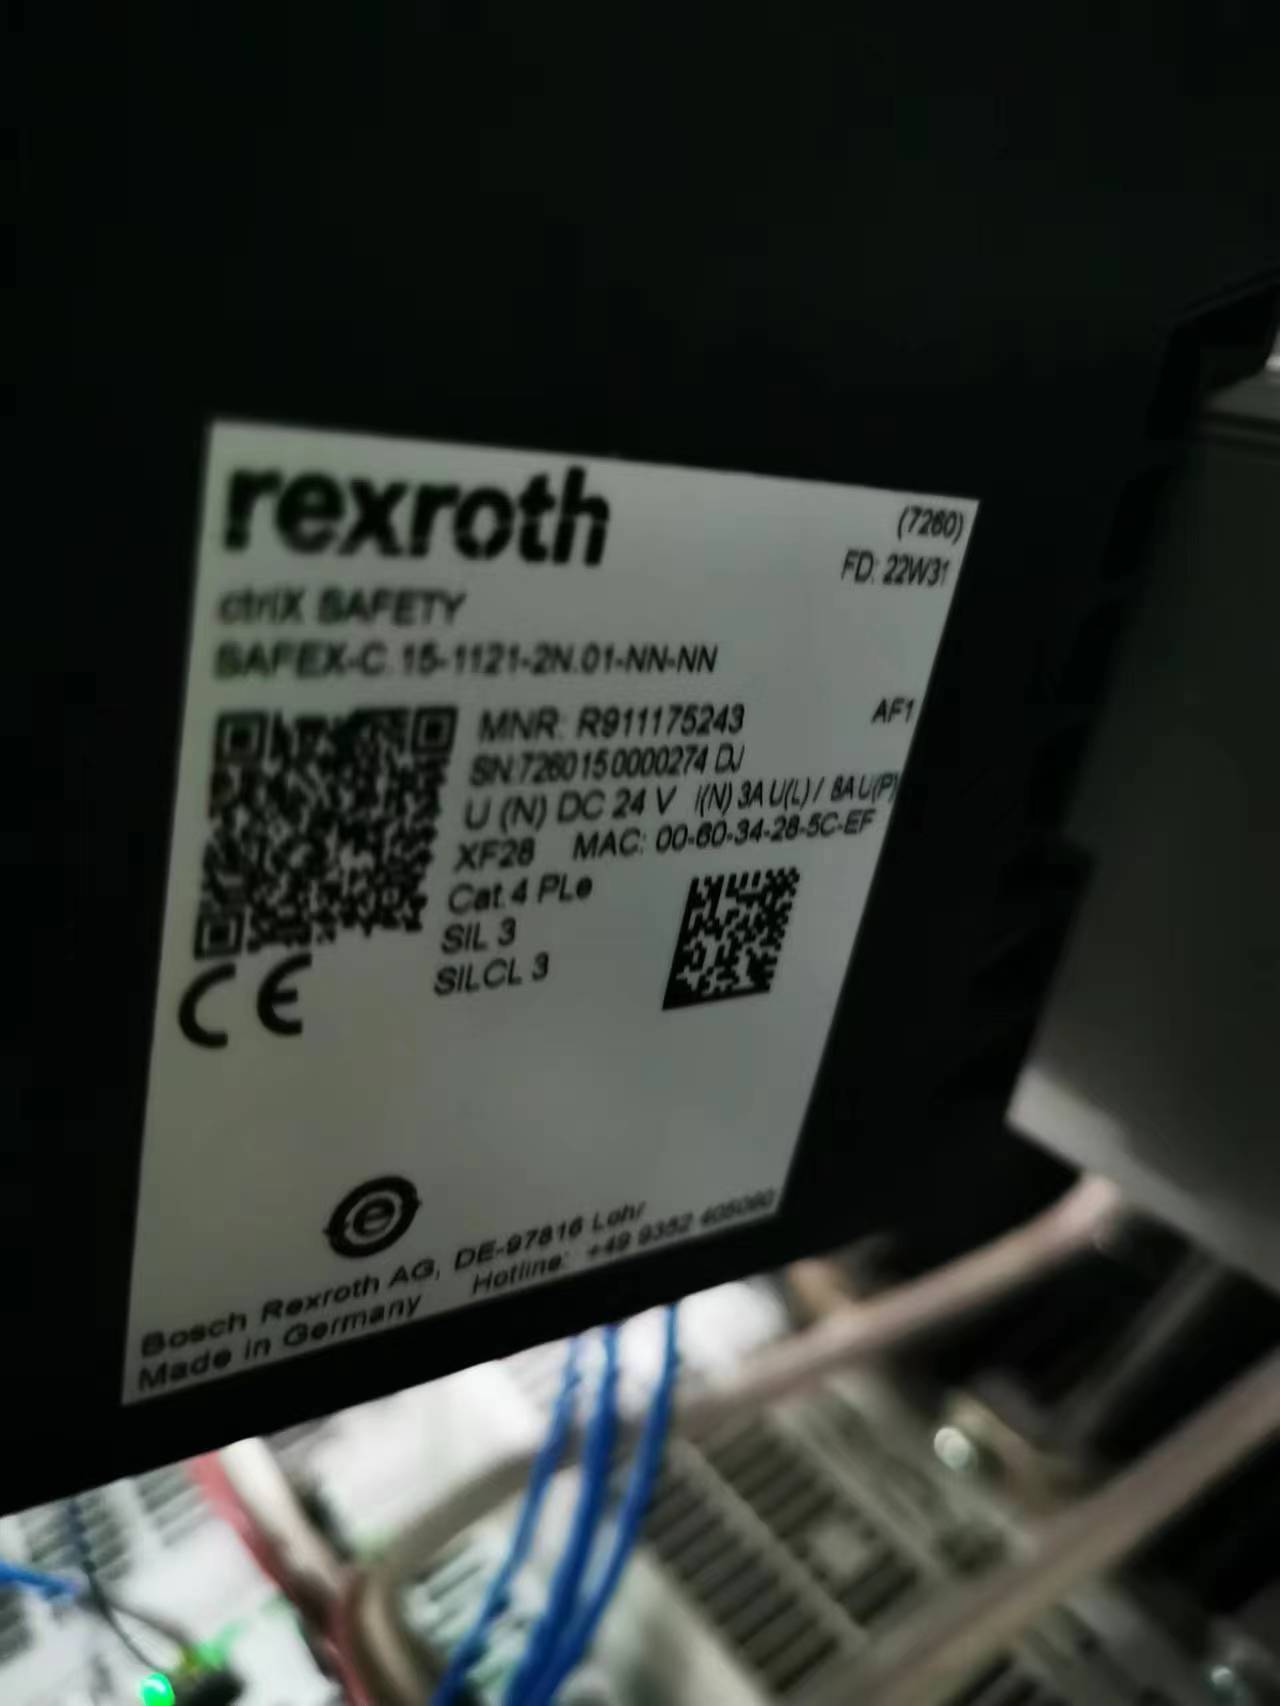 rexroth
(7260)
FD: 22W31
ctrlX SAFETY
SAFEX-C.15-1121-2N.01-NN-NN
MNR: R911175243 AF1
SN:7260150000274 DJ
U (N) DC 24 V I(N) 3A U(L) / 8A U(P)
XF28 MAC: 00-60-34-28-5C-EF
Cat.4 PLe
SIL 3
SILCL 3
CE
e
Bosch Rexroth AG, DE-97816 Lohr
Made in Germany Hotline: +49 9352 405060